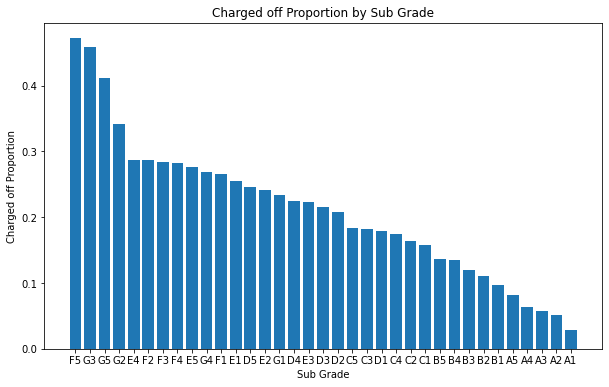 Charged off Proportion by Sub Grade
Charged off Proportion
0.4
0.3
0.2
0.1
0.0
F5 G3 G5 G2 E4 F2 F3 F4 E5 G4 F1 E1 D5 E2 G1 D4 E3 D3 D2 C5 C3 D1 C4 C2 C1 B5 B4 B3 B2 B1 A5 A4 A3 A2 A1
Sub Grade